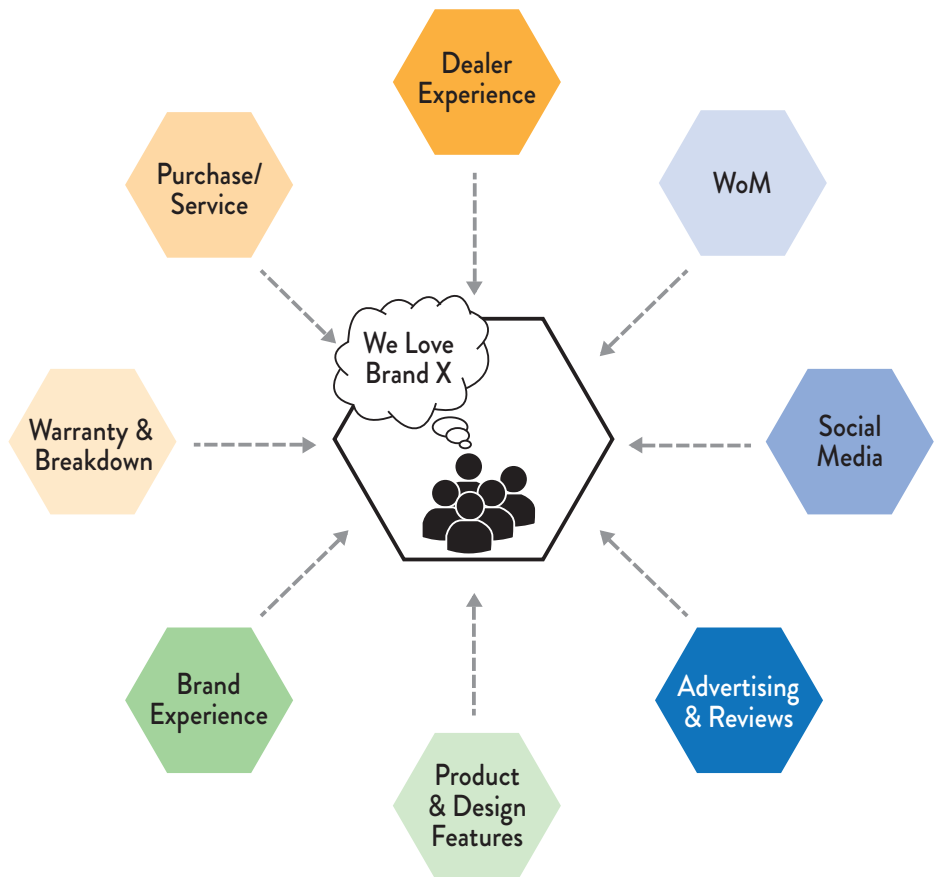 Dealer
Experience
Purchase/
Service
WoM
We Love
Brand X
Warranty &
Breakdown
Social
Media
Brand
Experience
Advertising
& Reviews
Product
& Design
Features